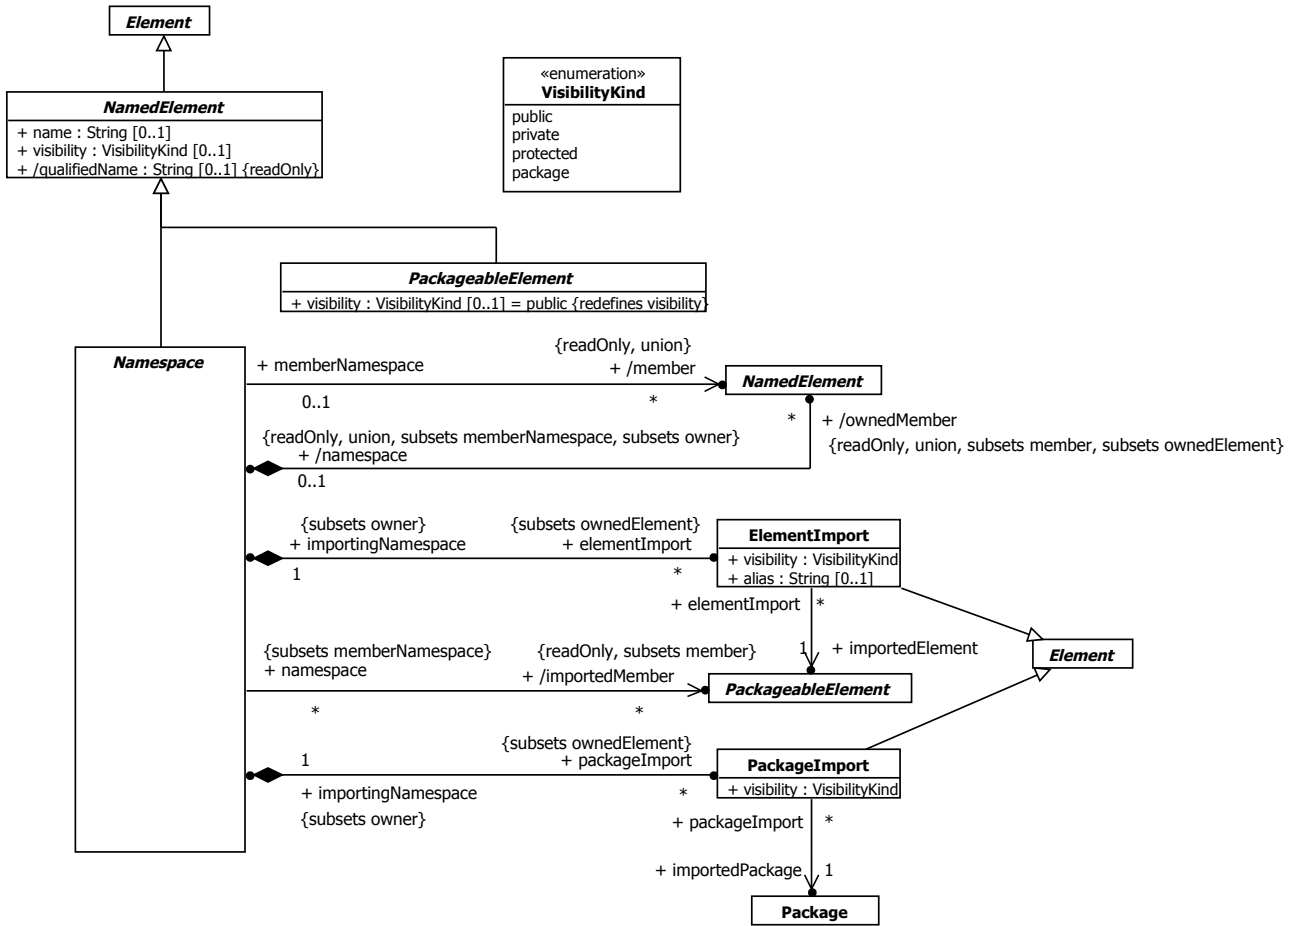 Element
NamedElement
+ name : String [0..1]
+ visibility : VisibilityKind [0..1]
+ /qualifiedName : String [0..1] {readOnly}
«enumeration»
VisibilityKind
public
private
protected
package
PackageableElement
+ visibility : VisibilityKind [0..1] = public {redefines visibility}
Namespace
+ memberNamespace
0..1
{readOnly, union}
+ /member
*
NamedElement
*
+ /ownedMember
{readOnly, union, subsets member, subsets ownedElement}
{readOnly, union, subsets memberNamespace, subsets owner}
+ /namespace
0..1
{subsets owner}
+ importingNamespace
1
{subsets ownedElement}
+ elementImport
*
ElementImport
+ visibility : VisibilityKind
+ alias : String [0..1]
+ elementImport
*
1
+ importedElement
Element
{subsets memberNamespace}
+ namespace
*
{readOnly, subsets member}
+ /importedMember
*
PackageableElement
1
+ importingNamespace
{subsets owner}
{subsets ownedElement}
+ packageImport
*
PackageImport
+ visibility : VisibilityKind
+ packageImport
*
+ importedPackage
1
Package